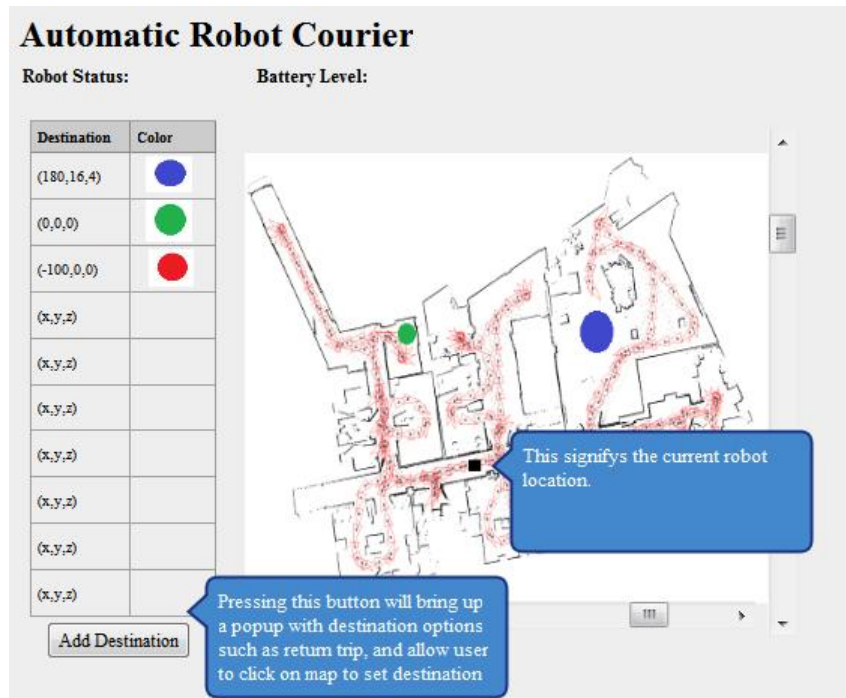 Automatic Robot Courier
Robot Status: Battery Level:
Destination Color
(180,16,4)
(0,0,0)
(-100,0,0)
(x,y,z)
(x,y,z)
(x,y,z)
(x,y,z)
(x,y,z)
(x,y,z)
(x,y,z)
Add Destination
This signifys the current robot
location.
Pressing this button will bring up
a popup with destination options
such as return trip, and allow user
to click on map to set destination